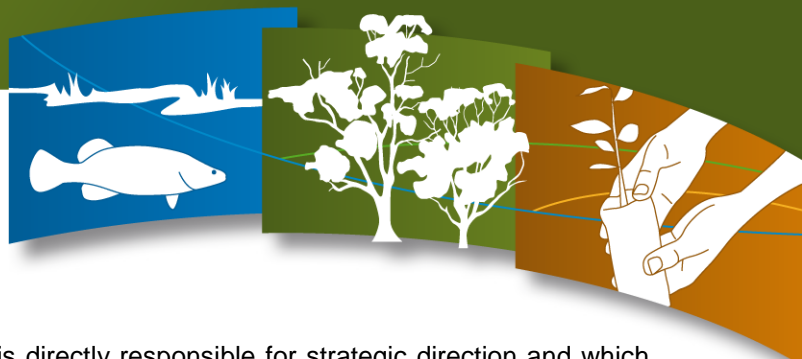 is directly responsible for strategic direction and which